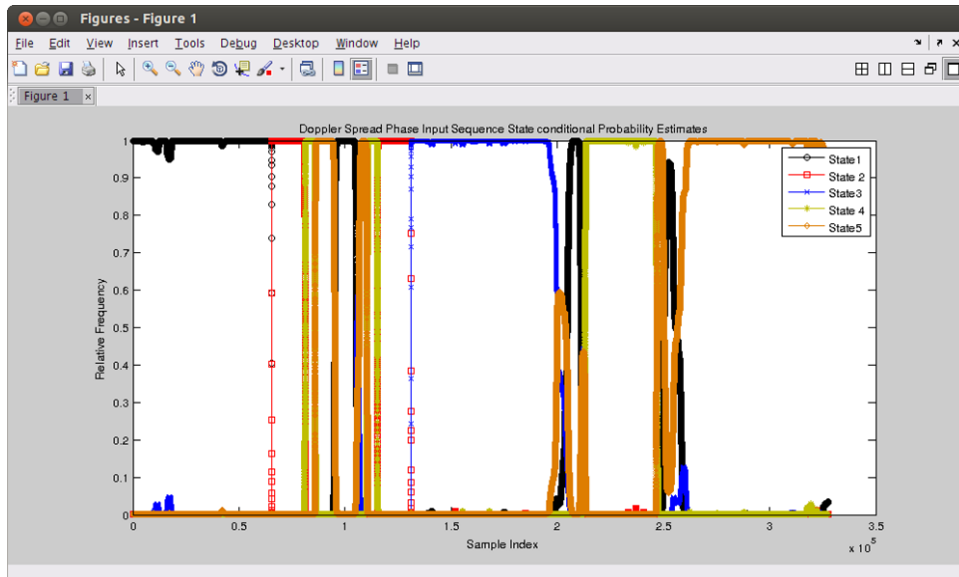 Figures - Figure 1
File Edit View Insert Tools Debug Desktop Window Help
Figure 1
Doppler Spread Phase Input Sequence State conditional Probability Estimates
1
0.9
0.8
0.7
0.6
0.5
0.4
0.3
0.2
0.1
0
Relative Frequency
State1
State 2
State3
State 4
State5
0 0.5 1 1.5 2 2.5 3 3.5
Sample Index
x 10^5